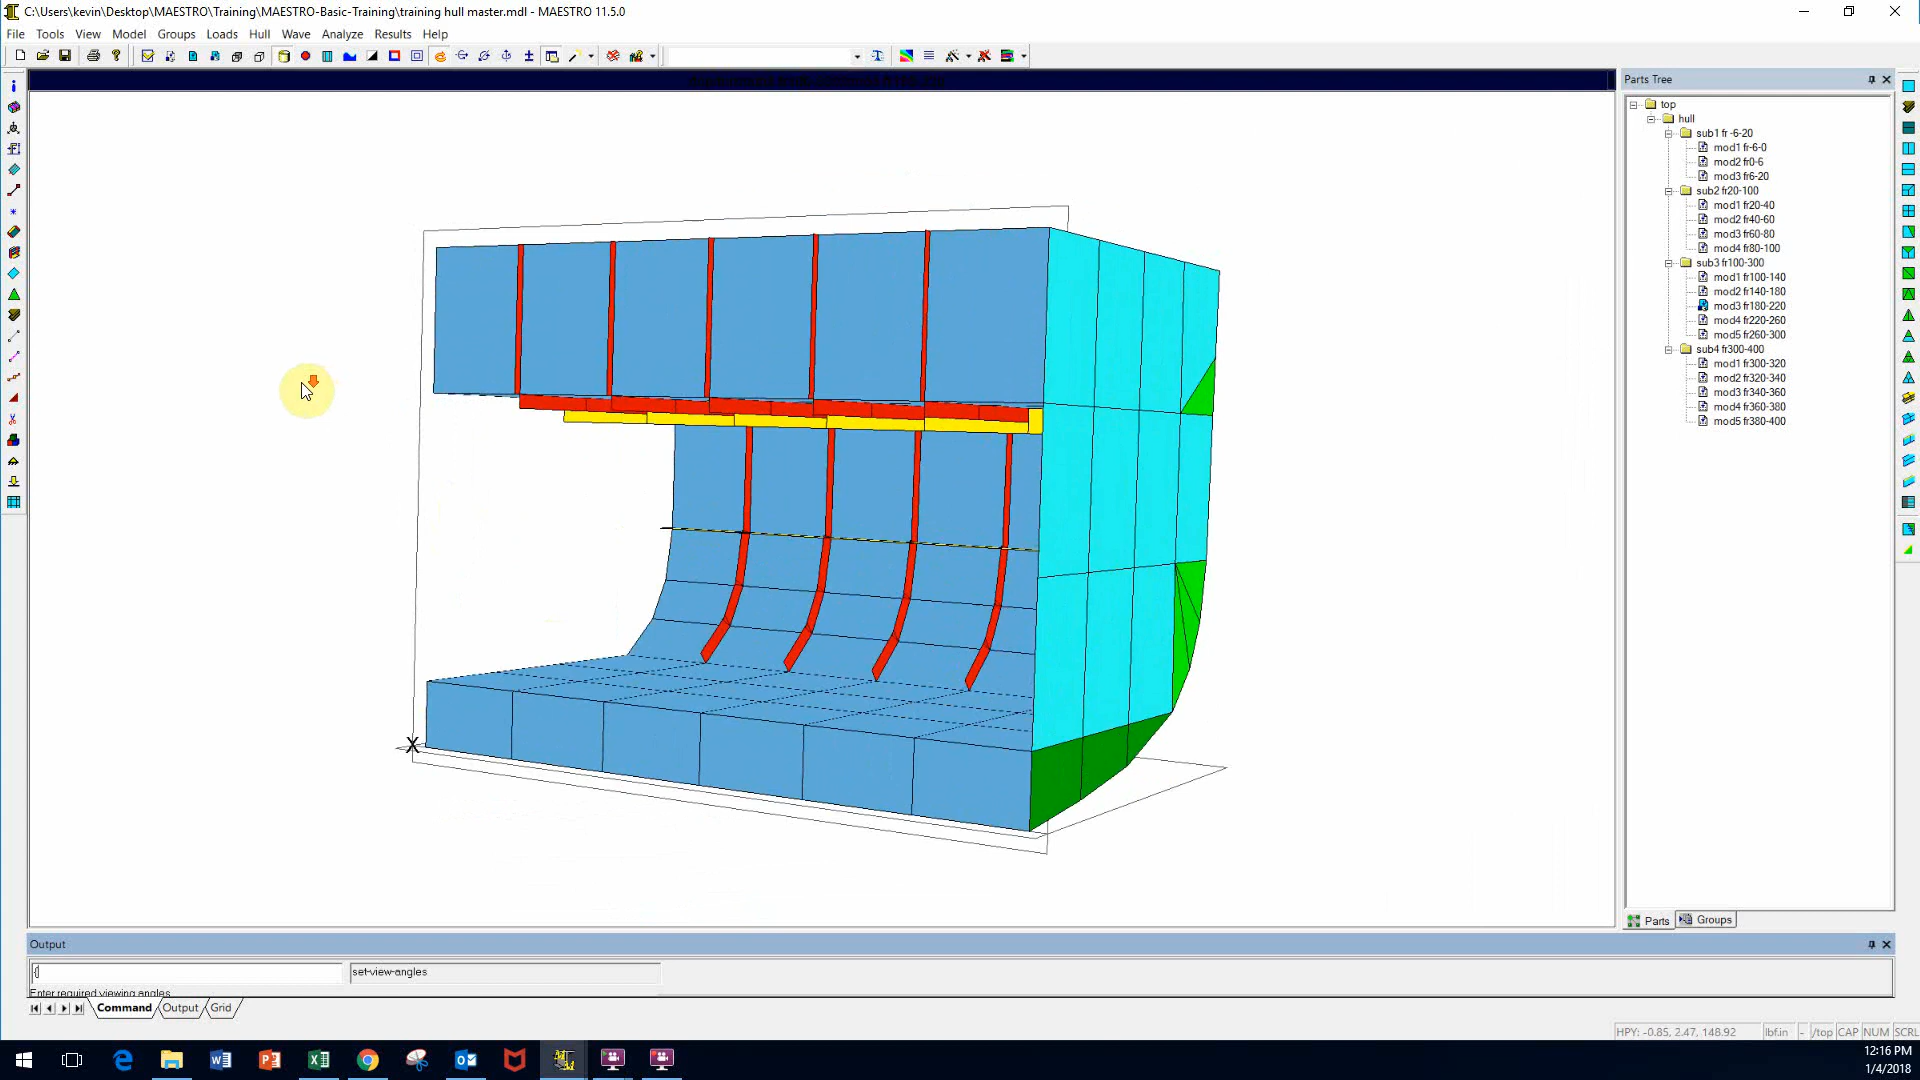 C:\Users\kevin\Desktop\MAESTRO\Training\MAESTRO-Basic-Training\training hull master.mdl - MAESTRO 11.5.0
File Tools View Model Groups Loads Hull Wave Analyze Results Help
Parts Tree
top
hull
sub1 fr -6-20
mod1 fr-6-0
mod2 fr0-6
mod3 fr6-20
sub2 fr20-100
mod1 fr20-40
mod2 fr40-60
mod3 fr60-80
mod4 fr80-100
sub3 fr100-300
mod1 fr100-140
mod2 fr140-180
mod3 fr180-220
mod4 fr220-260
mod5 fr260-300
sub4 fr300-400
mod1 fr300-320
mod2 fr320-340
mod3 fr340-360
mod4 fr360-380
mod5 fr380-400
X
Parts Groups
Output
set-view-angles
Enter required viewing angles
Command Output Grid
HPY: -0.85, 2.47, 148.92 lbf.in - /top CAP NUM SCRL
12:16 PM
1/4/2018